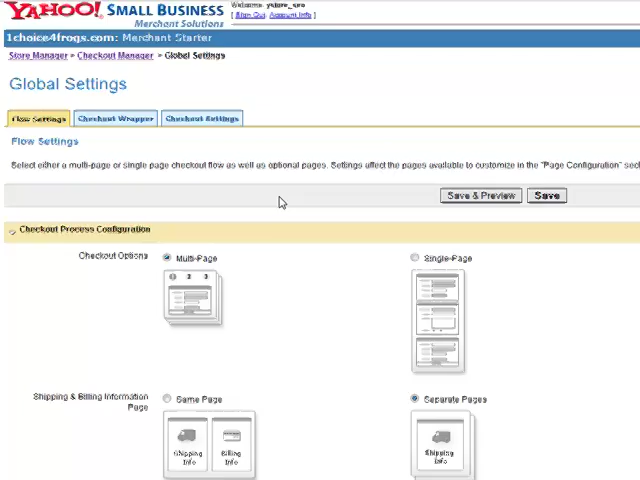 YAHOO! SMALL BUSINESS
Merchant Solutions
Welcome,
[ Sign Out, Account Info ]
1choice4frogs.com: Merchant Starter
Store Manager > Checkout Manager > Global Settings
Global Settings
Flow Settings Checkout Wrapper Checkout Settings
Flow Settings
Select either a multi-page or single page checkout flow as well as optional pages. Settings affect the pages available to customize in the "Page Configuration"
Save & Preview Save
Checkout Process Configuration
Checkout Options Multi-Page Single-Page
1 2 3
Shipping & Billing Information Page Same Page Separate Pages
Shipping Info Billing Info Shipping Info